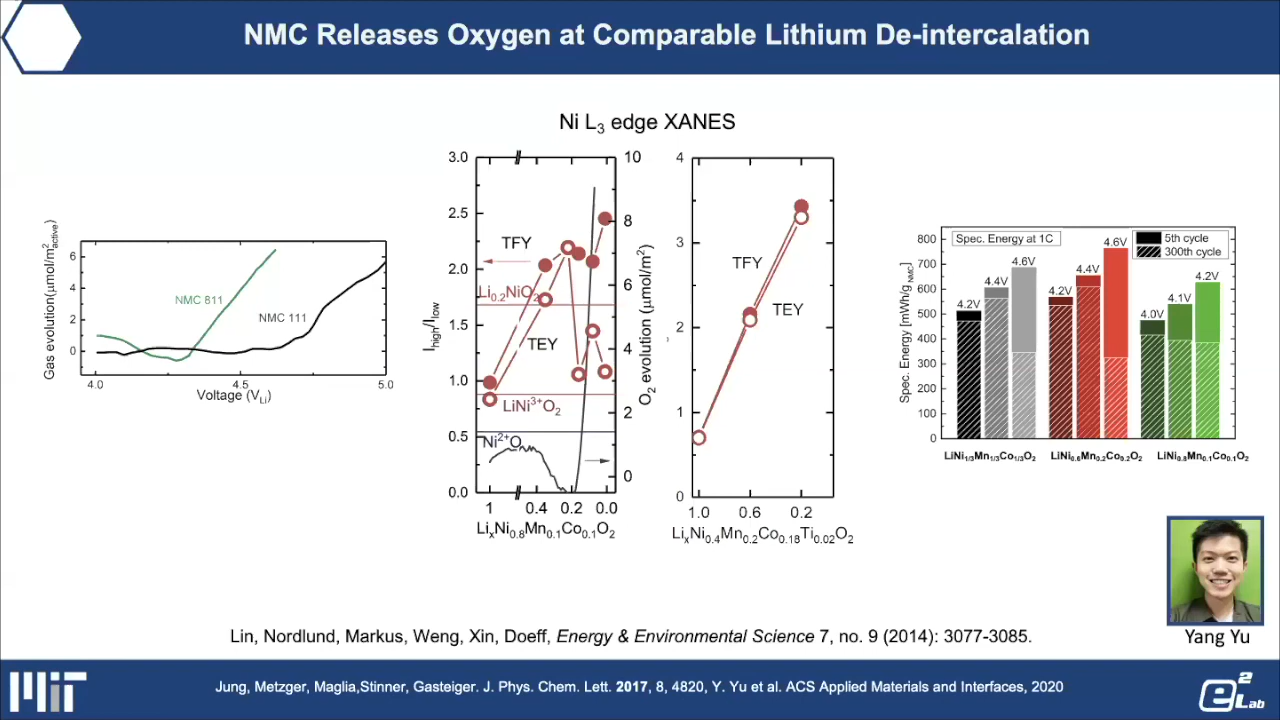 NMC Releases Oxygen at Comparable Lithium De-intercalation
Ni L3 edge XANES
Gas evolution(μmol/m²active)
6
4
2
0
4.0
4.5
5.0
NMC 811
NMC 111
Voltage (VLi)
Ihigh/Ilow
3.0
2.5
2.0
1.5
1.0
0.5
0.0
TFY
Li0.2NiO2
TEY
LiNi3+O2
Ni2+O
10
8
6
4
2
0
O2 evolution (μmol/m2)
1
0.4
0.2
0.0
LixNi0.8Mn0.1Co0.1O2
4
3
2
1
0
TFY
TEY
1.0
0.6
0.2
LixNi0.4Mn0.2Co0.18Ti0.02O2
Spec. Energy [mWh/gNMC]
800
700
600
500
400
300
200
100
0
Spec. Energy at 1C
5th cycle
300th cycle
4.2V
4.4V
4.6V
4.2V
4.4V
4.6V
4.0V
4.1V
4.2V
LiNi1/3Mn1/3Co1/3O2
LiNi0.6Mn0.2Co0.2O2
LiNi0.8Mn0.1Co0.1O2
Yang Yu
Lin, Nordlund, Markus, Weng, Xin, Doeff, Energy & Environmental Science 7, no. 9 (2014): 3077-3085.
MIT
Jung, Metzger, Maglia,Stinner, Gasteiger. J. Phys. Chem. Lett. 2017, 8, 4820, Y. Yu et al. ACS Applied Materials and Interfaces, 2020
e2 Lab